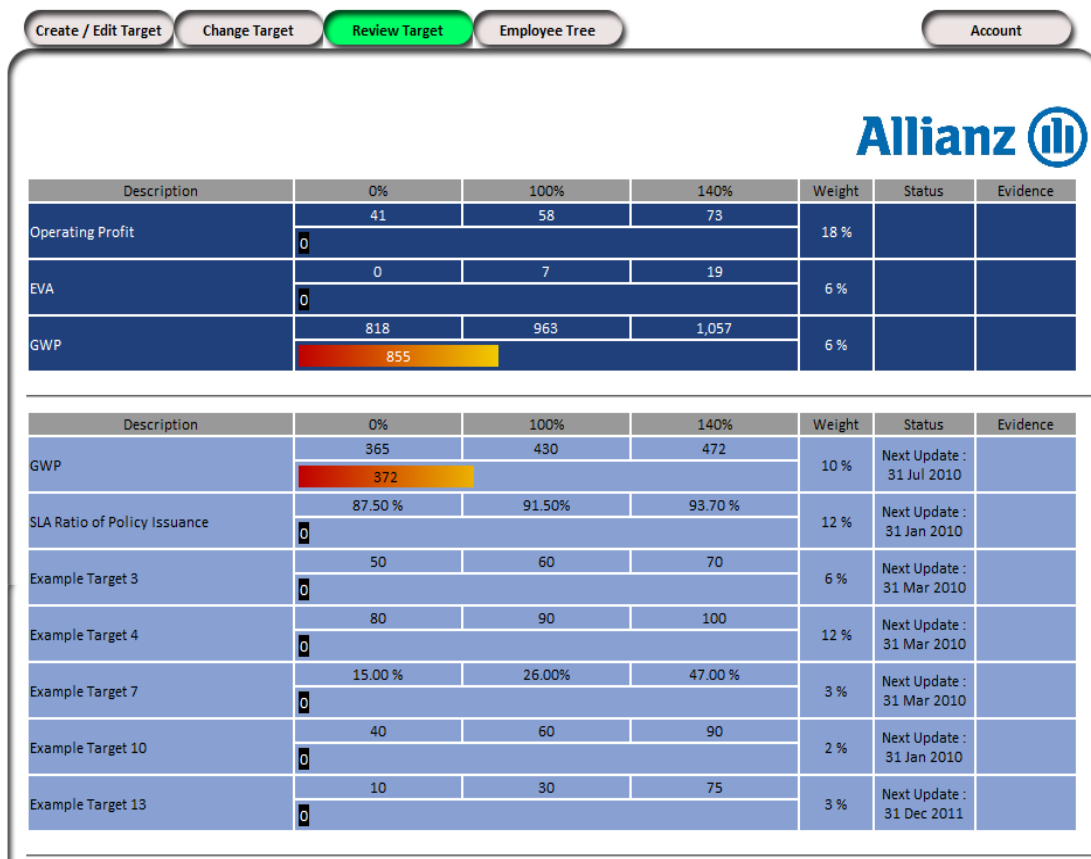 Create / Edit Target Change Target Review Target Employee Tree Account
Allianz
Description 0% 100% 140% Weight Status Evidence
41 58 73
Operating Profit 18 %
0
0 7 19
EVA 6 %
0
818 963 1,057
GWP 6 %
855
Description 0% 100% 140% Weight Status Evidence
365 430 472
GWP 10 % Next Update :
372 31 Jul 2010
87.50 % 91.50% 93.70 %
SLA Ratio of Policy Issuance 12 % Next Update :
0 31 Jan 2010
50 60 70
Example Target 3 6 % Next Update :
0 31 Mar 2010
80 90 100
Example Target 4 12 % Next Update :
0 31 Mar 2010
15.00 % 26.00% 47.00 %
Example Target 7 3 % Next Update :
0 31 Mar 2010
40 60 90
Example Target 10 2 % Next Update :
0 31 Jan 2010
10 30 75
Example Target 13 3 % Next Update :
0 31 Dec 2011